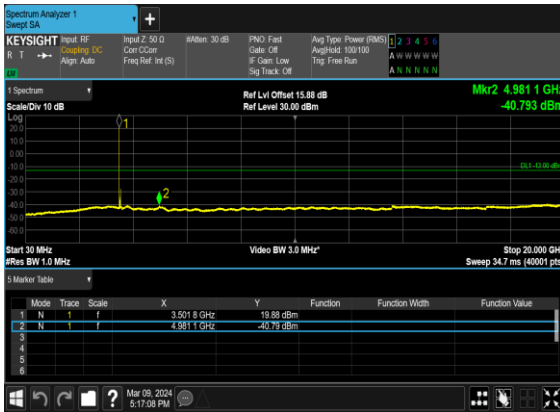 Spectrum Analyzer 1
Swept SA
KEYSIGHT
R T
Input: RF
Coupling: DC
Align: Auto
Input Z: 50 Ω
Corr CCorr
Freq Ref: Int (S)
#Atten: 30 dB
PNO: Fast
Gate: Off
IF Gain: Low
Sig Track: Off
Avg Type: Power (RMS)
Avg|Hold: 100/100
Trig: Free Run
1 2 3 4 5 6
A W W W W W
A N N N N N
1 Spectrum
Scale/Div 10 dB
Ref Lvl Offset 15.88 dB
Ref Level 30.00 dBm
Mkr2 4.981 1 GHz
-40.793 dBm
Log
20.0
10.0
0.00
-10.0
-20.0
-30.0
-40.0
-50.0
-60.0
1
2
DL1 -13.00 dBm
Start 30 MHz
#Res BW 1.0 MHz
Video BW 3.0 MHz*
Stop 20.000 GH
Sweep 34.7 ms (40001 pts
5 Marker Table
Mode Trace Scale X Y Function Function Width Function Value
1 N 1 f 3.501 8 GHz 19.88 dBm
2 N 1 f 4.981 1 GHz -40.79 dBm
3
4
5
6
Mar 09, 2024
5:17:08 PM